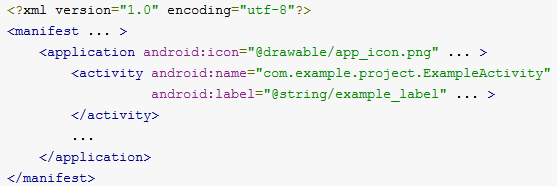 <?xml version="1.0" encoding="utf-8"?>
<manifest ... >
    <application android:icon="@drawable/app_icon.png" ... >
        <activity android:name="com.example.project.ExampleActivity"
                  android:label="@string/example_label" ... >
        </activity>
        ...
    </application>
</manifest>